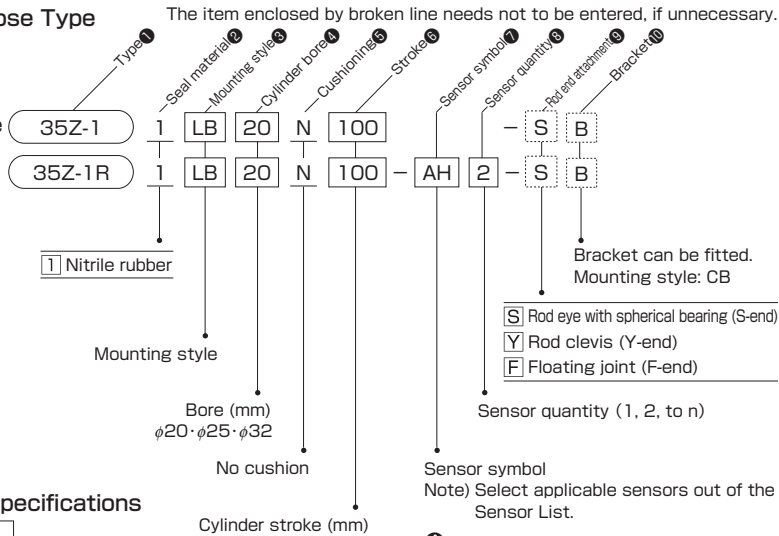 ose Type
The item enclosed by broken line needs not to be entered, if unnecessary.
Type❶
Seal material❷
Mounting style❸
Cylinder bore❹
Cushioning❺
Stroke❻
Sensor symbol❼
Sensor quantity❽
Rod end attachment❾
Bracket❿
e 35Z-1 1 LB 20 N 100 – S B
35Z-1R 1 LB 20 N 100 – AH 2 – S B
1 Nitrile rubber
Bracket can be fitted.
Mounting style: CB
S Rod eye with spherical bearing (S-end)
Y Rod clevis (Y-end)
F Floating joint (F-end)
Mounting style
Bore (mm)
φ20·φ25·φ32
Sensor quantity (1, 2, to n)
No cushion
Sensor symbol
Note) Select applicable sensors out of the
Sensor List.
pecifications
Cylinder stroke (mm)